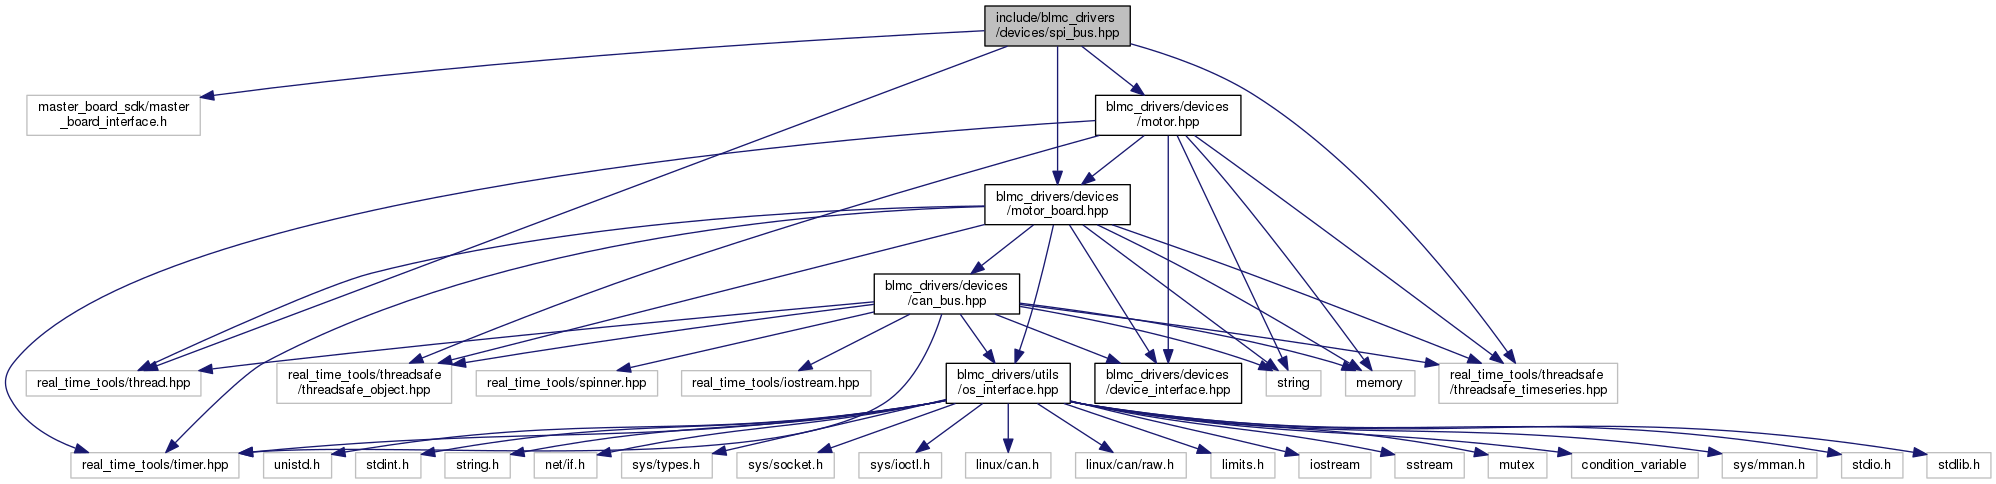 include/blmc_drivers
/devices/spi_bus.hpp
master_board_sdk/master
_board_interface.h
blmc_drivers/devices
/motor.hpp
blmc_drivers/devices
/motor_board.hpp
blmc_drivers/devices
/can_bus.hpp
real_time_tools/thread.hpp
real_time_tools/threadsafe
/threadsafe_object.hpp
real_time_tools/spinner.hpp
real_time_tools/iostream.hpp
blmc_drivers/utils
/os_interface.hpp
blmc_drivers/devices
/device_interface.hpp
string
memory
real_time_tools/threadsafe
/threadsafe_timeseries.hpp
real_time_tools/timer.hpp
unistd.h
stdint.h
string.h
net/if.h
sys/types.h
sys/socket.h
sys/ioctl.h
linux/can.h
linux/can/raw.h
limits.h
iostream
sstream
mutex
condition_variable
sys/mman.h
stdio.h
stdlib.h